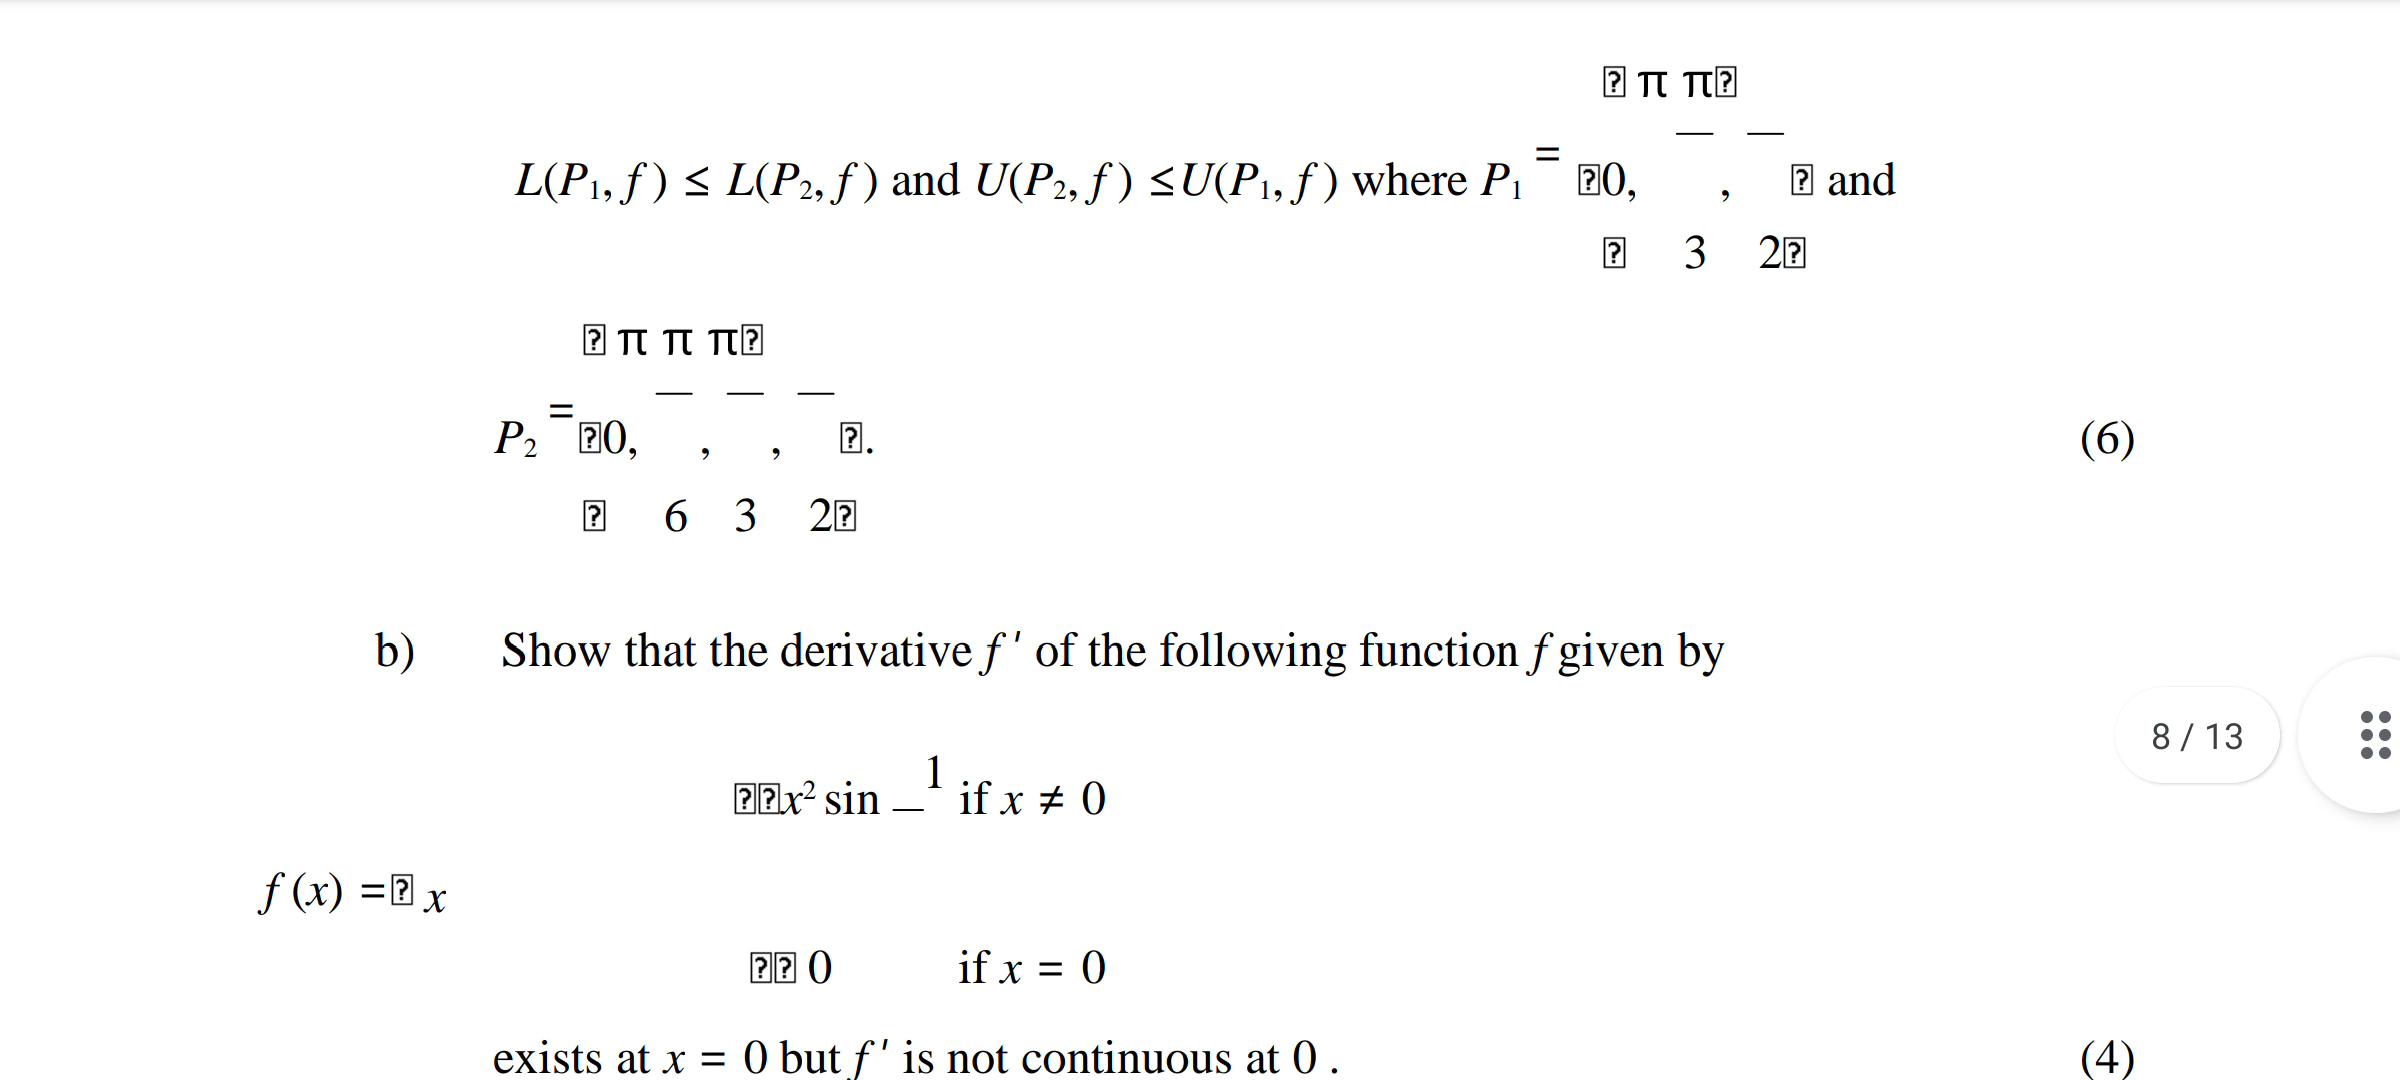 ⍰ π π⍰
L(P₁, f ) ≤ L(P₂, f ) and U(P₂, f ) ≤U(P₁, f ) where P₁ = ⍰0, , ⍰ and
⍰ 3 2⍰
⍰ π π π⍰
P₂ = ⍰0, , , ⍰. (6)
⍰ 6 3 2⍰
b) Show that the derivative f ′ of the following function f given by
⍰⍰x² sin _1 if x ≠ 0
8 / 13
f (x) =⍰ x
⍰⍰ 0 if x = 0
exists at x = 0 but f ′ is not continuous at 0 . (4)